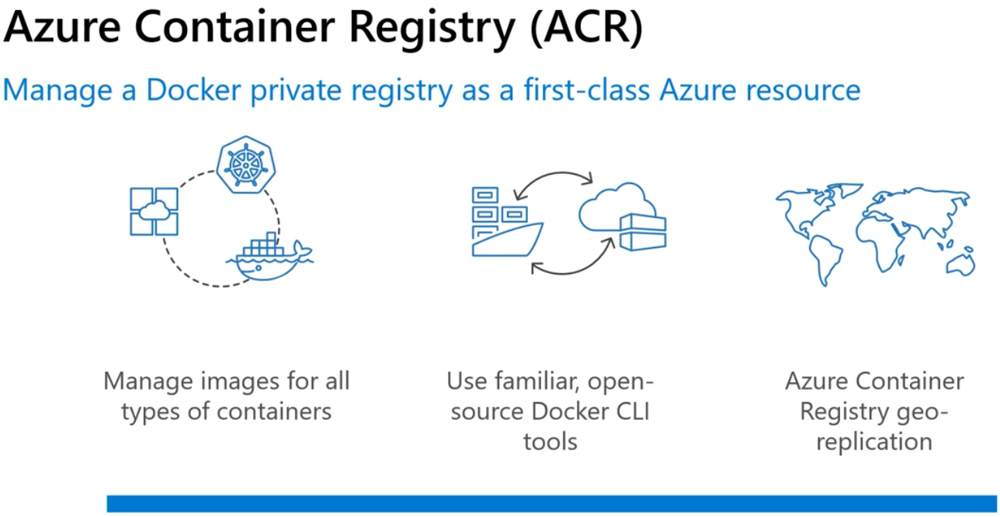 Azure Container Registry (ACR)
Manage a Docker private registry as a first-class Azure resource
Manage images for all
types of containers
Use familiar, open-
source Docker CLI
tools
Azure Container
Registry geo-
replication